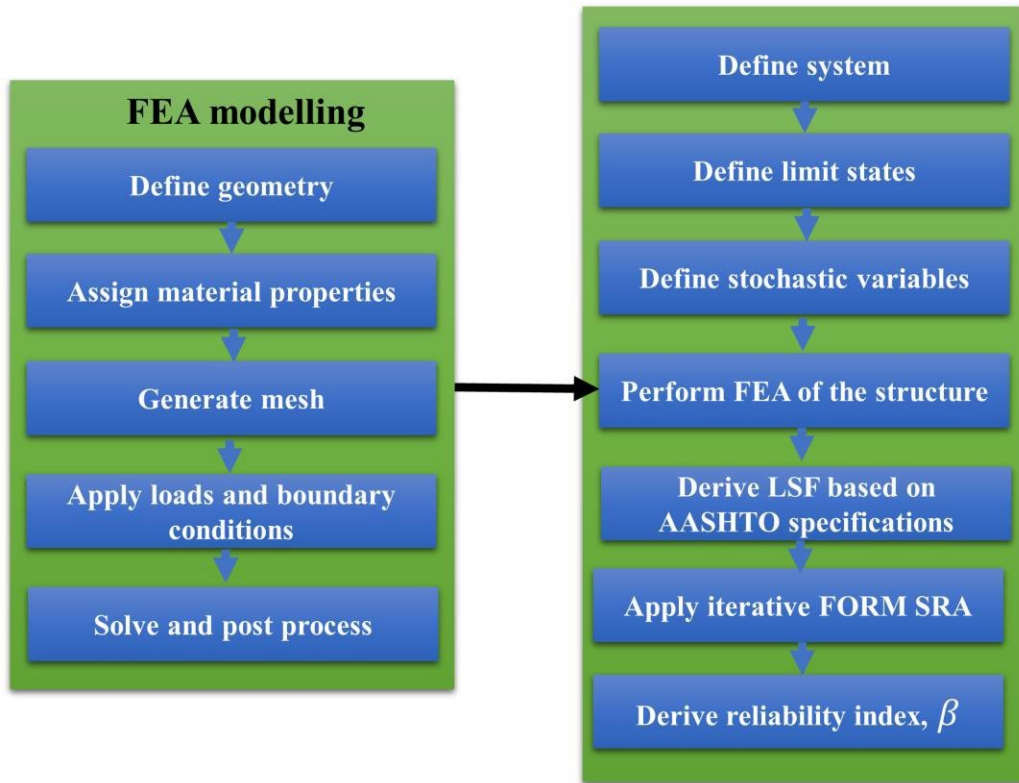 FEA modelling
Define geometry
Assign material properties
Generate mesh
Apply loads and boundary
conditions
Solve and post process
Define system
Define limit states
Define stochastic variables
Perform FEA of the structure
Derive LSF based on
AASHTO specifications
Apply iterative FORM SRA
Derive reliability index, β